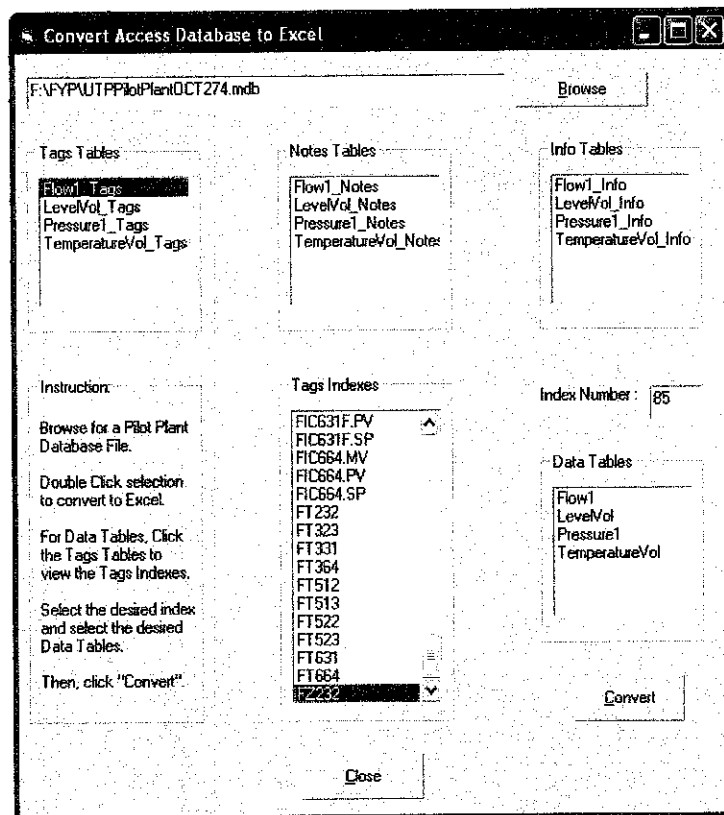 Convert Access Database to Excel
F:\FYP\UTPPilotPlantOCT274.mdb
Browse
Tags Tables
Flow1_Tags
LevelVol_Tags
Pressure1_Tags
TemperatureVol_Tags
Notes Tables
Flow1_Notes
LevelVol_Notes
Pressure1_Notes
TemperatureVol_Notes
Info Tables
Flow1_Info
LevelVol_Info
Pressure1_Info
TemperatureVol_Info
Instruction:
Browse for a Pilot Plant
Database File.
Double Click selection
to convert to Excel.
For Data Tables, Click
the Tags Tables to
view the Tags Indexes.
Select the desired index
and select the desired
Data Tables.
Then, click "Convert"
Tags Indexes
FIC631F.PV
FIC631F.SP
FIC664.MV
FIC664.PV
FIC664.SP
FT232
FT323
FT331
FT364
FT512
FT513
FT522
FT523
FT631
FT664
FZ232
Index Number : 85
Data Tables
Flow1
LevelVol
Pressure1
TemperatureVol
Convert
Close